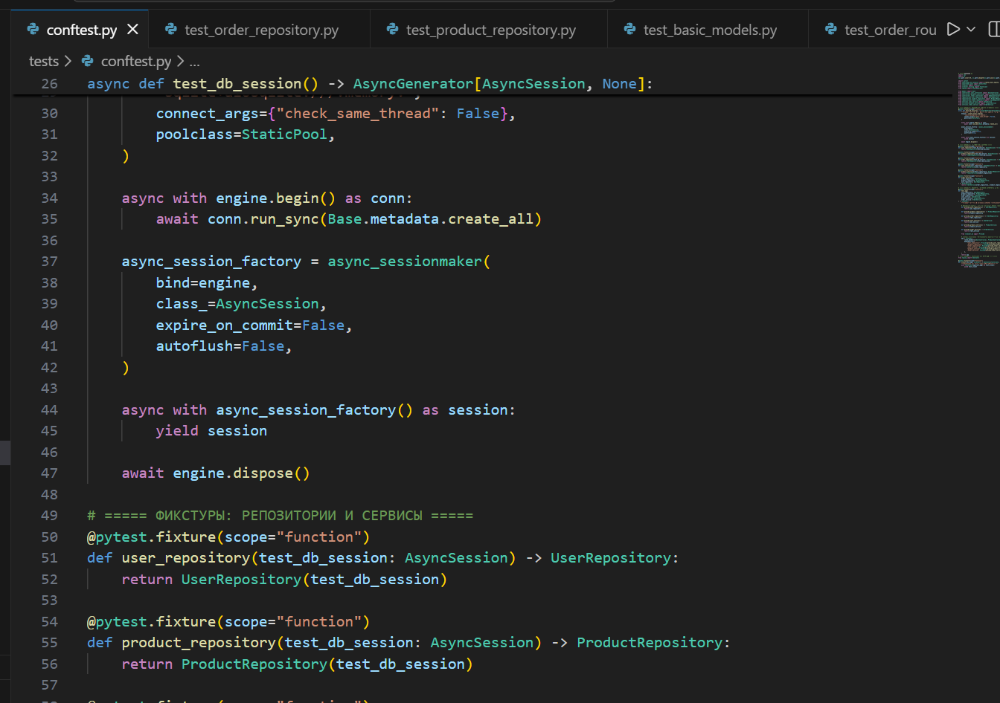 conftest.py test_order_repository.py test_product_repository.py test_basic_models.py test_order_rou
tests > conftest.py > ...
26 async def test_db_session() -> AsyncGenerator[AsyncSession, None]:
30 connect_args={"check_same_thread": False},
31 poolclass=StaticPool,
32 )
33
34 async with engine.begin() as conn:
35 await conn.run_sync(Base.metadata.create_all)
36
37 async_session_factory = async_sessionmaker(
38 bind=engine,
39 class_=AsyncSession,
40 expire_on_commit=False,
41 autoflush=False,
42 )
43
44 async with async_session_factory() as session:
45 yield session
46
47 await engine.dispose()
48
49 # ===== ФИКСТУРЫ: РЕПОЗИТОРИИ И СЕРВИСЫ =====
50 @pytest.fixture(scope="function")
51 def user_repository(test_db_session: AsyncSession) -> UserRepository:
52 return UserRepository(test_db_session)
53
54 @pytest.fixture(scope="function")
55 def product_repository(test_db_session: AsyncSession) -> ProductRepository:
56 return ProductRepository(test_db_session)
57